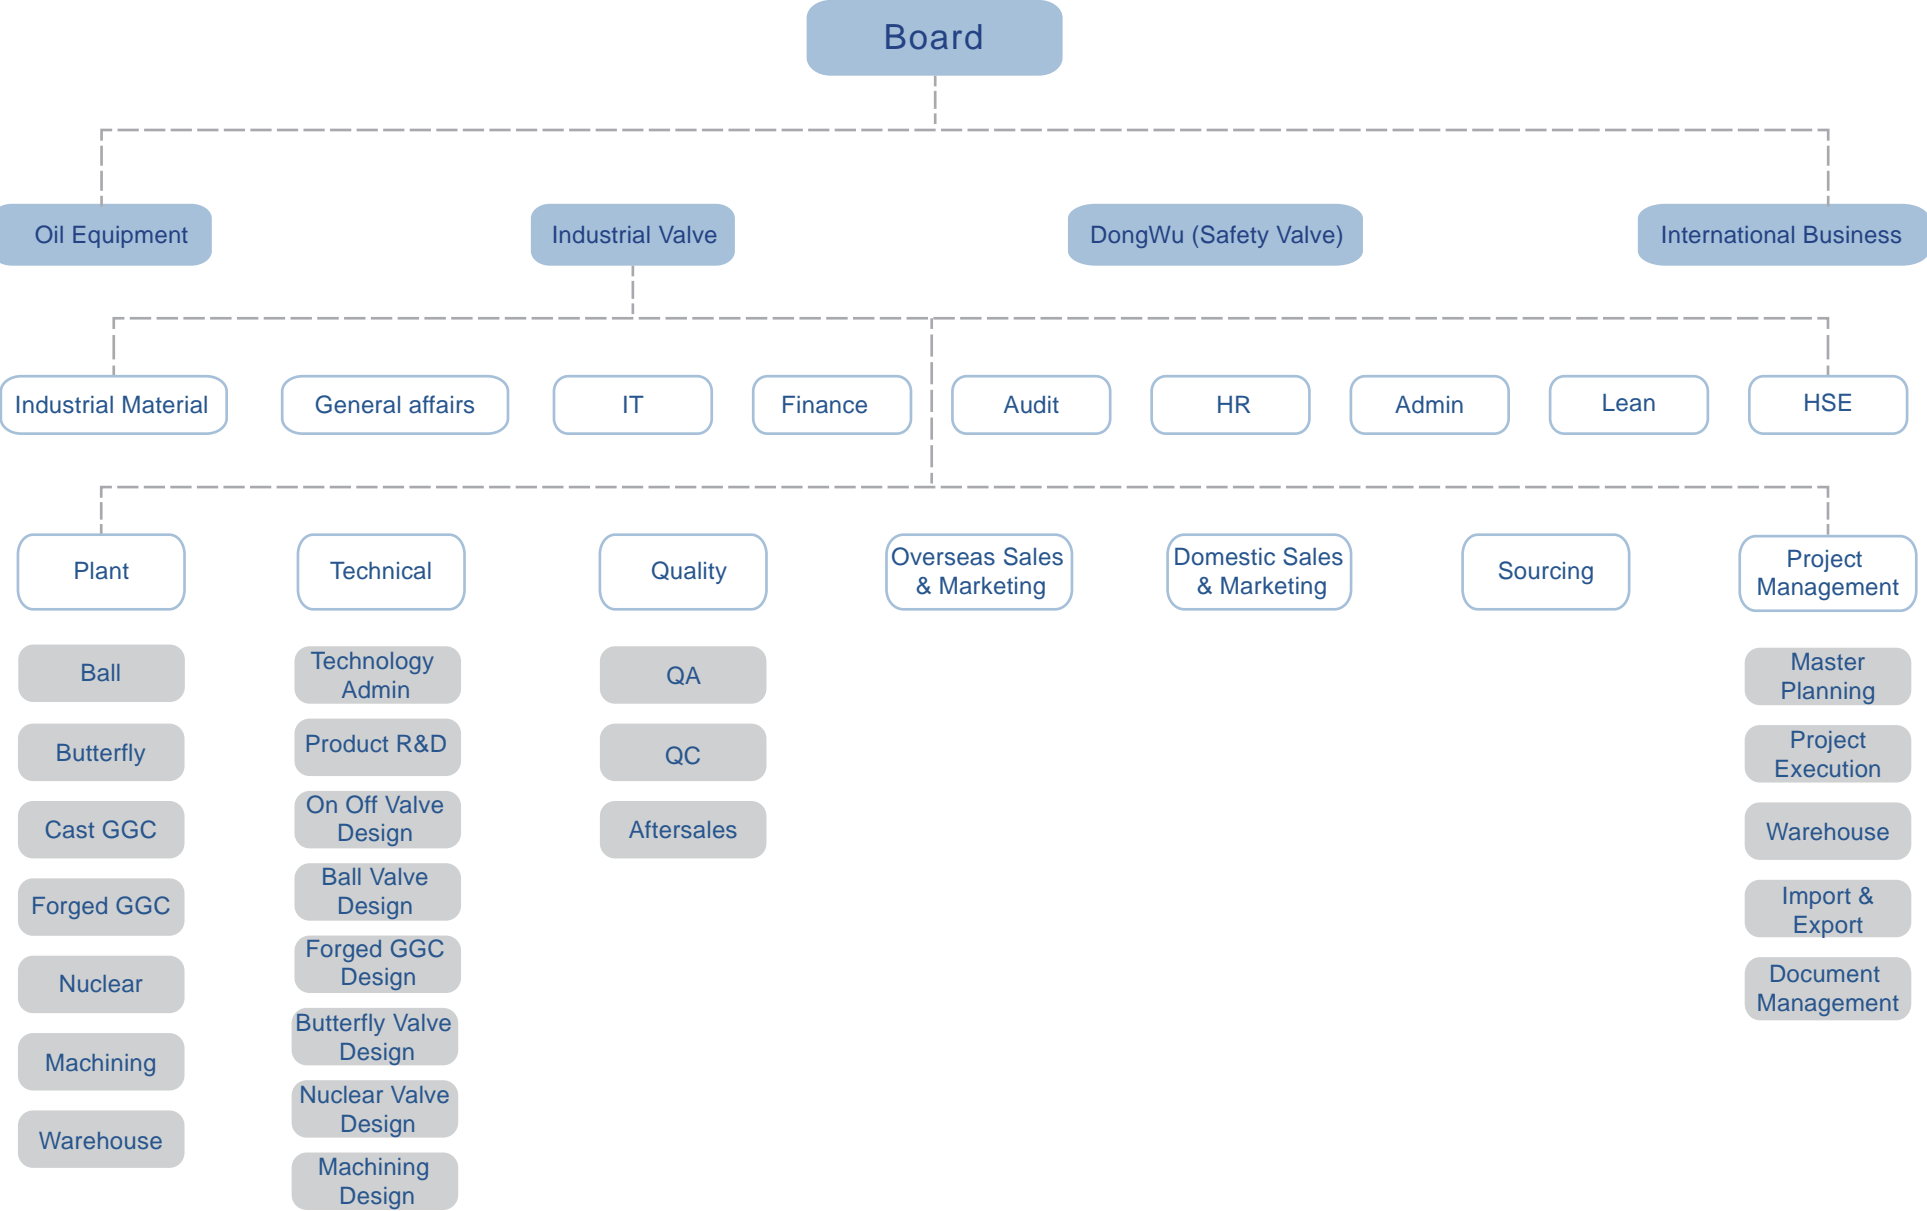 Board
Oil Equipment
Industrial Valve
DongWu (Safety Valve)
International Business
Industrial Material
General affairs
IT
Finance
Audit
HR
Admin
Lean
HSE
Plant
Technical
Quality
Overseas Sales
& Marketing
Domestic Sales
& Marketing
Sourcing
Project
Management
Ball
Butterfly
Cast GGC
Forged GGC
Nuclear
Machining
Warehouse
Technology
Admin
Product R&D
On Off Valve
Design
Ball Valve
Design
Forged GGC
Design
Butterfly Valve
Design
Nuclear Valve
Design
Machining
Design
QA
QC
Aftersales
Master
Planning
Project
Execution
Warehouse
Import &
Export
Document
Management